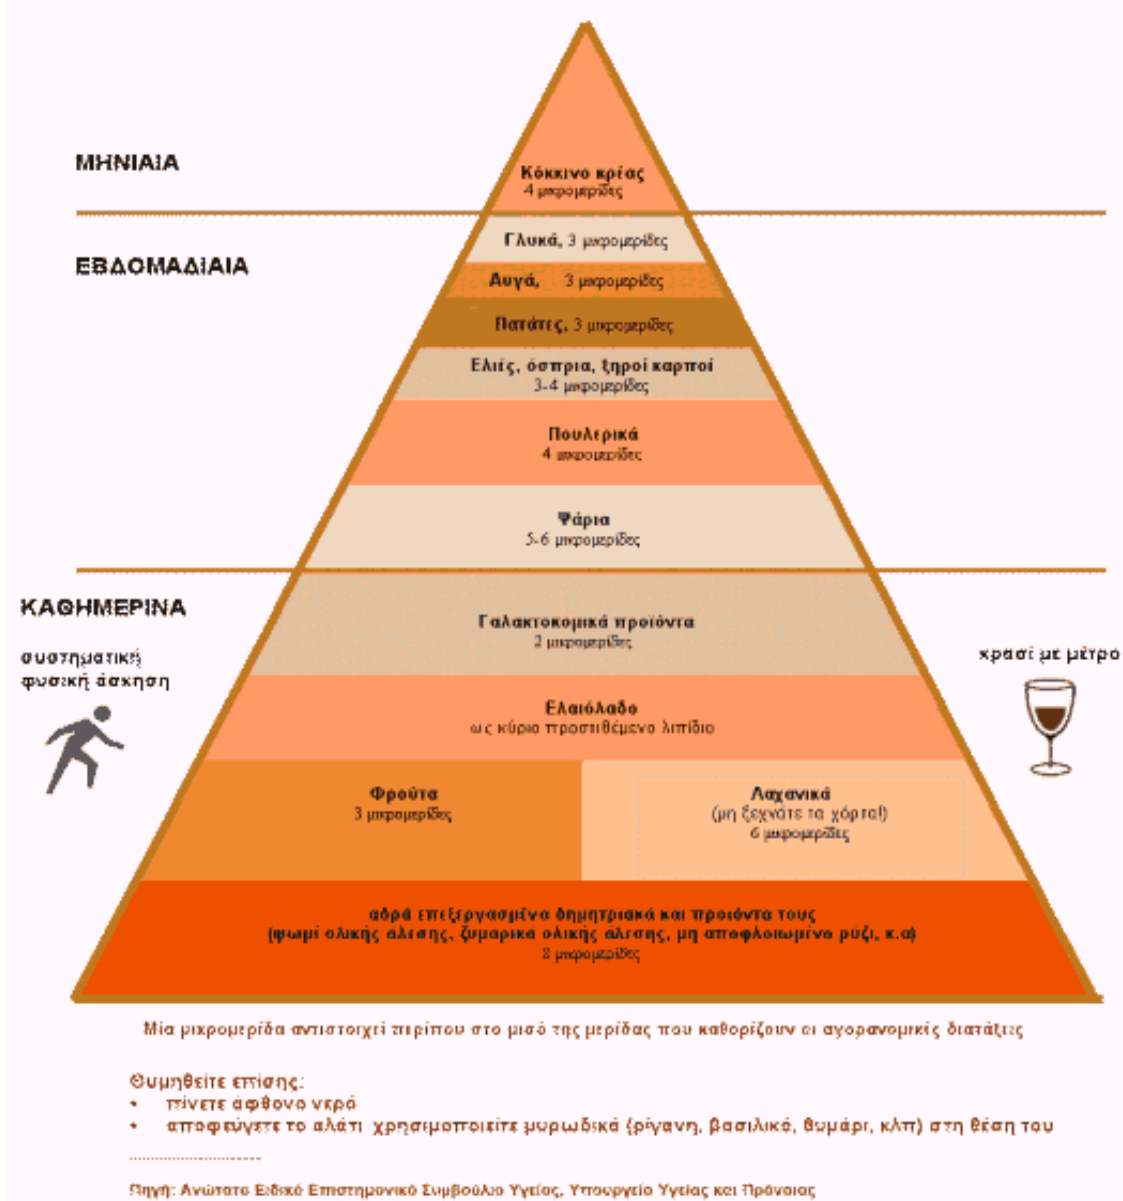 ΜΗΝΙΑΙΑ
Κόκκινο κρέας
4 μικρομερίδες
Γλυκά, 3 μικρομερίδες
ΕΒΔΟΜΑΔΙΑΙΑ
Αυγά, 3 μικρομερίδες
Πατάτες, 3 μικρομερίδες
Ελιές, όσπρια, ξηροί καρποί
3-4 μικρομερίδες
Πουλερικά
4 μικρομερίδες
Ψάρια
5-6 μικρομερίδες
ΚΑΘΗΜΕΡΙΝΑ
Γαλακτοκομικά προϊόντα
2 μικρομερίδες
συστηματική
φυσική άσκηση
κρασί με μέτρο
Ελαιόλαδο
ως κύριο προστιθέμενο λιπίδιο
Φρούτα
3 μικρομερίδες
Λαχανικά
(μη ξεχνάτε τα χόρτα!)
6 μικρομερίδες
αδρά επεξεργασμένα δημητριακά και προϊόντα τους
(ψωμί ολικής άλεσης, ζυμαρικά ολικής άλεσης, μη αποφλοιωμένο ρύζι, κ.α)
8 μικρομερίδες
Μία μικρομερίδα αντιστοιχεί περίπου στο μισό της μερίδας που καθορίζουν οι αγορανομικές διατάξεις
Θυμηθείτε επίσης:
• πίνετε άφθονο νερό
• αποφεύγετε το αλάτι χρησιμοποιείτε μυρωδικά (ρίγανη, βασιλικό, θυμάρι, κλπ) στη θέση του
Πηγή: Ανώτατο Ειδικό Επιστημονικό Συμβούλιο Υγείας, Υπουργείο Υγείας και Πρόνοιας